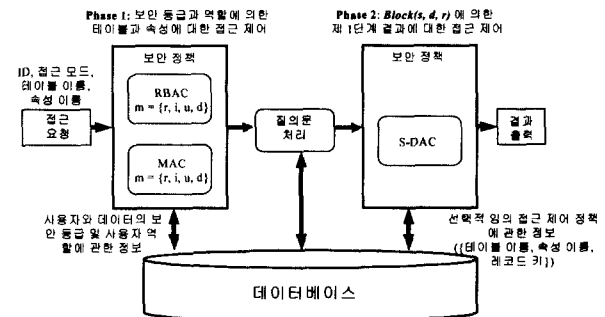 Phase 1: 보안 등급과 역할에 의한
테이블과 속성에 대한 접근 제어
Phase 2: Block(s, d, r) 에 의한
제 1단계 결과에 대한 접근 제어
보안 정책
보안 정책
ID, 접근 모드,
테이블 이름,
속성 이름
RBAC
m = {r, i, u, d}
접근
요청
질의문
처리
S-DAC
결과
출력
MAC
m = {r, i, u, d}
사용자와 데이터의 보
안 등급 및 사용자 역
할에 관한 정보
선택적 임의 접근 제어 정책
에 관한 정보
({테이블 이름, 속성 이름,
레코드 키})
데이터베이스